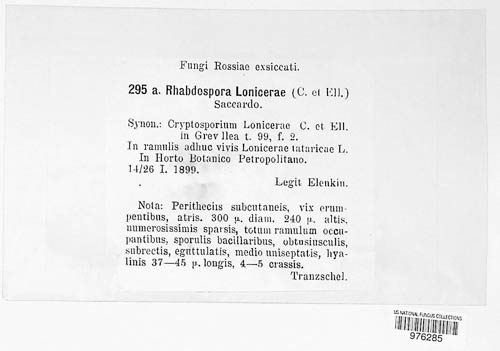 Fungi Rossiae exsiccati.
295 a. Rhabdospora Lonicerae (C. et Ell.)
Saccardo.
Synon.: Cryptosporium Lonicerae C. et Ell.
in Grev llea t. 99, f. 2.
In ramulis adhuc vivis Lonicerae tataricae L.
In Horto Botanico Petropolitano.
14/26 I. 1899.
Legit Elenkin.
Nota: Peritheciis subcutaneis, vix erum-
pentibus, atris. 300 μ. diam. 240 μ. altis.
numerosissimis sparsis, totum ramulum occu-
pantibus, sporulis bacillaribus, obtusiusculis,
subrectis, eguttulatis, medio uniseptatis, hya-
linis 37—45 μ. longis, 4—5 crassis.
Tranzschel.
US NATIONAL FUNGUS COLLECTIONS
976285